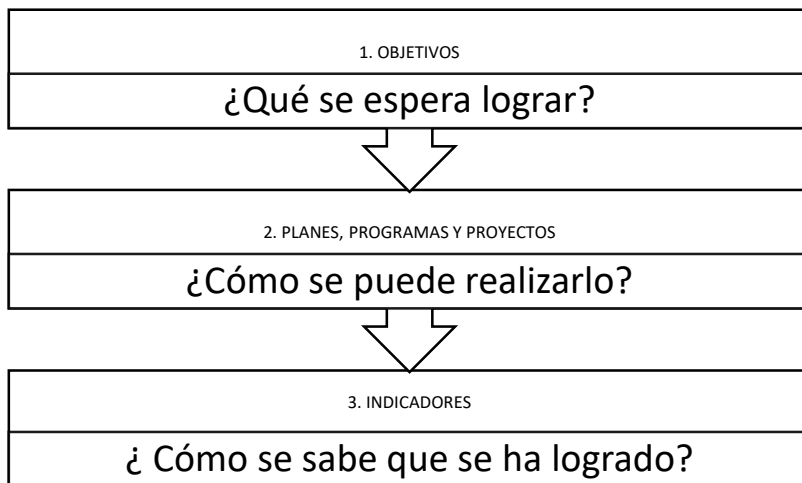 1. OBJETIVOS
¿Qué se espera lograr?
2. PLANES, PROGRAMAS Y PROYECTOS
¿Cómo se puede realizarlo?
3. INDICADORES
¿ Cómo se sabe que se ha logrado?